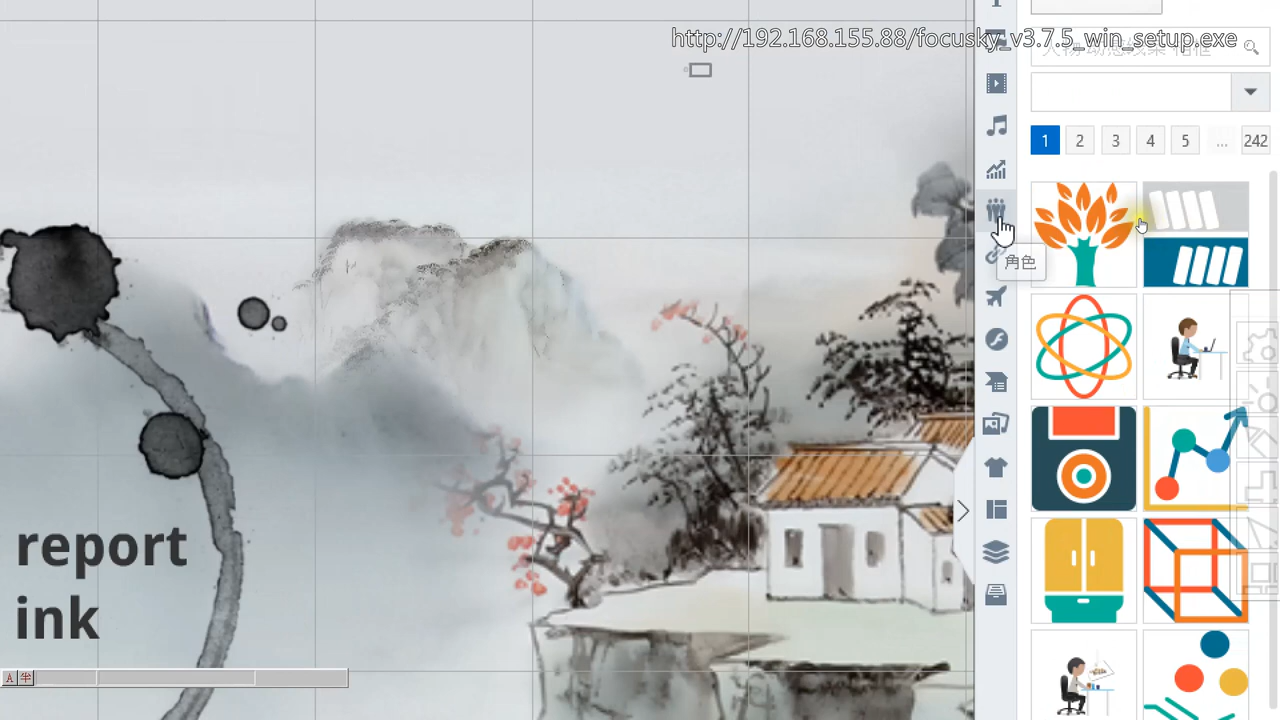 http://192.168.155.88/focusky_v3.7.5_win_setup.exe
1 2 3 4 5 ... 242
角色
report
ink
A 半